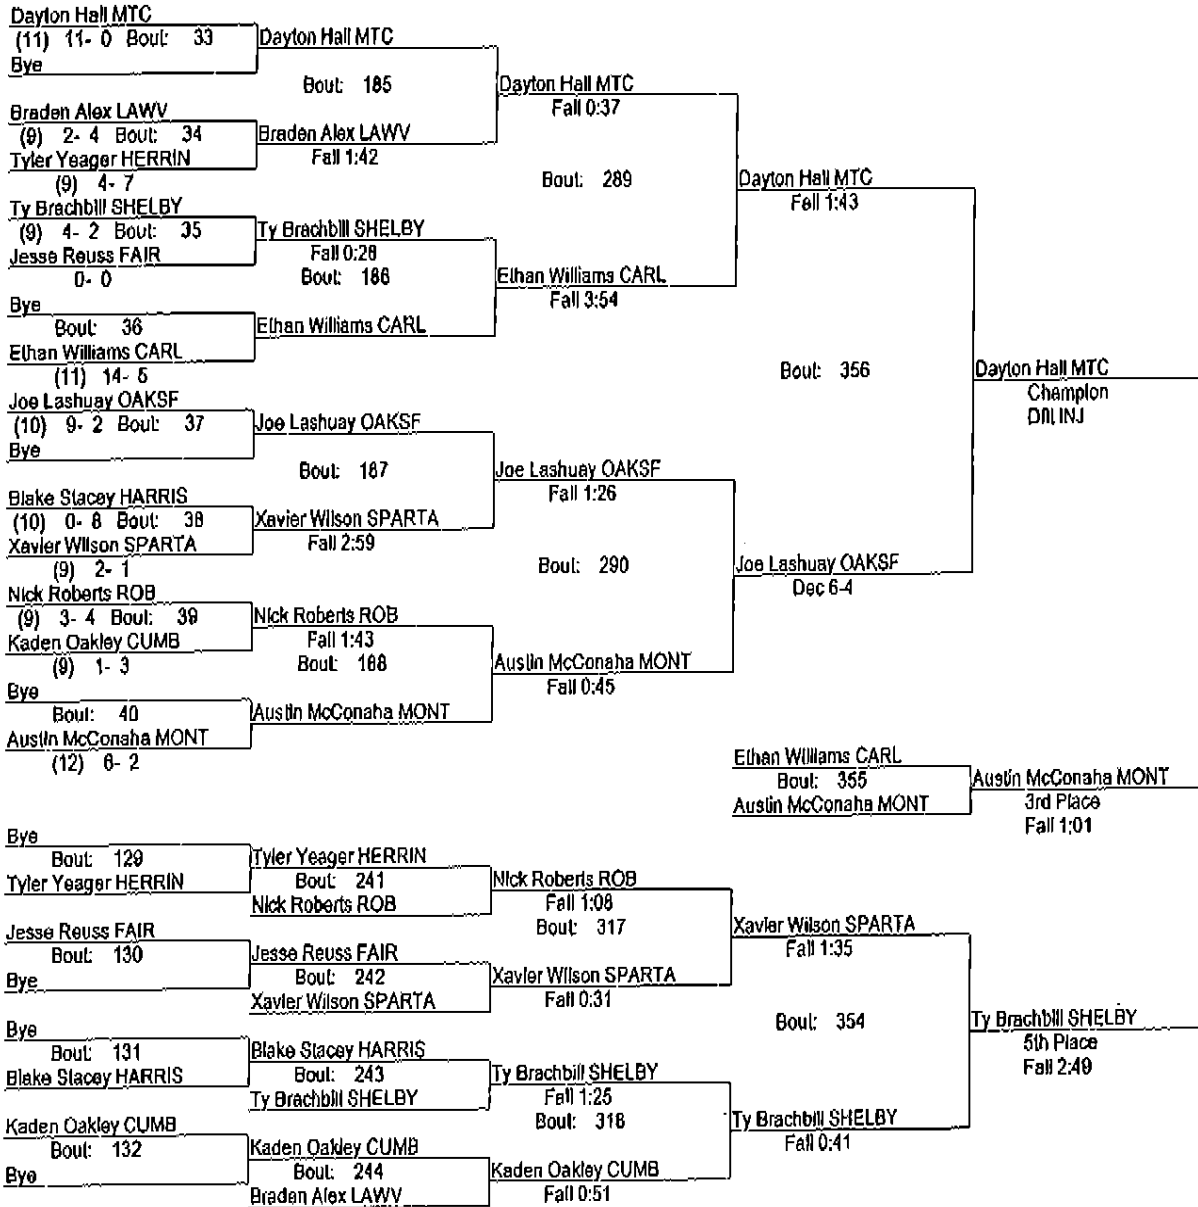 Dayton Hall MTC
(11) 11- 0 Bout: 33
Bye
Dayton Hall MTC
Bout: 185
Braden Alex LAWV
(9) 2- 4 Bout: 34
Tyler Yeager HERRIN
(9) 4- 7
Braden Alex LAWV
Fall 1:42
Dayton Hall MTC
Fall 0:37
Bout: 289
Ty Brachbill SHELBY
(9) 4- 2 Bout: 35
Jesse Reuss FAIR
0- 0
Ty Brachbill SHELBY
Fall 0:28
Bout: 186
Bye
Bout: 36
Ethan Williams CARL
(11) 14- 5
Ethan Williams CARL
Ethan Williams CARL
Fall 3:54
Dayton Hall MTC
Fall 1:43
Bout: 356
Joe Lashuay OAKSF
(10) 9- 2 Bout: 37
Bye
Joe Lashuay OAKSF
Bout: 187
Blake Stacey HARRIS
(10) 0- 8 Bout: 38
Xavier Wilson SPARTA
(9) 2- 1
Xavier Wilson SPARTA
Fall 2:59
Joe Lashuay OAKSF
Fall 1:26
Bout: 290
Nick Roberts ROB
(9) 3- 4 Bout: 39
Kaden Oakley CUMB
(9) 1- 3
Nick Roberts ROB
Fall 1:43
Bout: 188
Bye
Bout: 40
Austin McConaha MONT
(12) 6- 2
Austin McConaha MONT
Austin McConaha MONT
Fall 0:45
Joe Lashuay OAKSF
Dec 6-4
Dayton Hall MTC
Champion
INJ
Ethan Williams CARL
Bout: 355
Austin McConaha MONT
Austin McConaha MONT
3rd Place
Fall 1:01
Bye
Bout: 129
Tyler Yeager HERRIN
Tyler Yeager HERRIN
Bout: 241
Nick Roberts ROB
Nick Roberts ROB
Fall 1:08
Bout: 317
Jesse Reuss FAIR
Bout: 130
Bye
Jesse Reuss FAIR
Bout: 242
Xavier Wilson SPARTA
Xavier Wilson SPARTA
Fall 0:31
Xavier Wilson SPARTA
Fall 1:35
Bout: 354
Bye
Bout: 131
Blake Stacey HARRIS
Blake Stacey HARRIS
Bout: 243
Ty Brachbill SHELBY
Ty Brachbill SHELBY
Fall 1:25
Bout: 318
Kaden Oakley CUMB
Bout: 132
Bye
Kaden Oakley CUMB
Bout: 244
Braden Alex LAWV
Kaden Oakley CUMB
Fall 0:51
Ty Brachbill SHELBY
Fall 0:41
Ty Brachbill SHELBY
5th Place
Fall 2:49